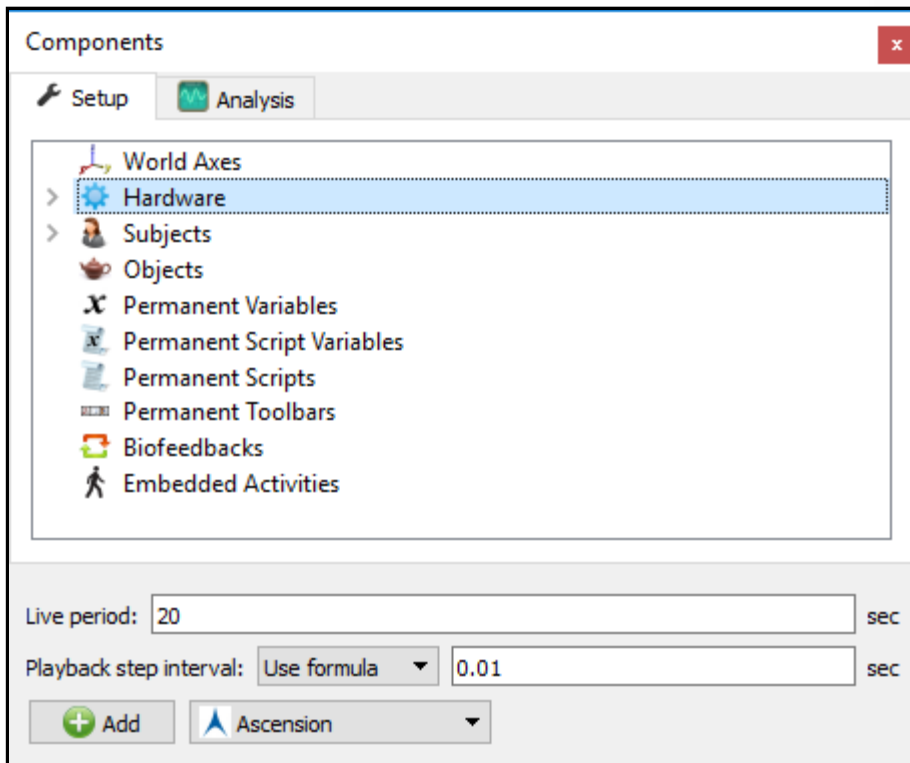 Components
x
Setup Analysis
World Axes
Hardware
Subjects
Objects
Permanent Variables
Permanent Script Variables
Permanent Scripts
Permanent Toolbars
Biofeedbacks
Embedded Activities
Live period: 20 sec
Playback step interval: Use formula 0.01 sec
Add Ascension